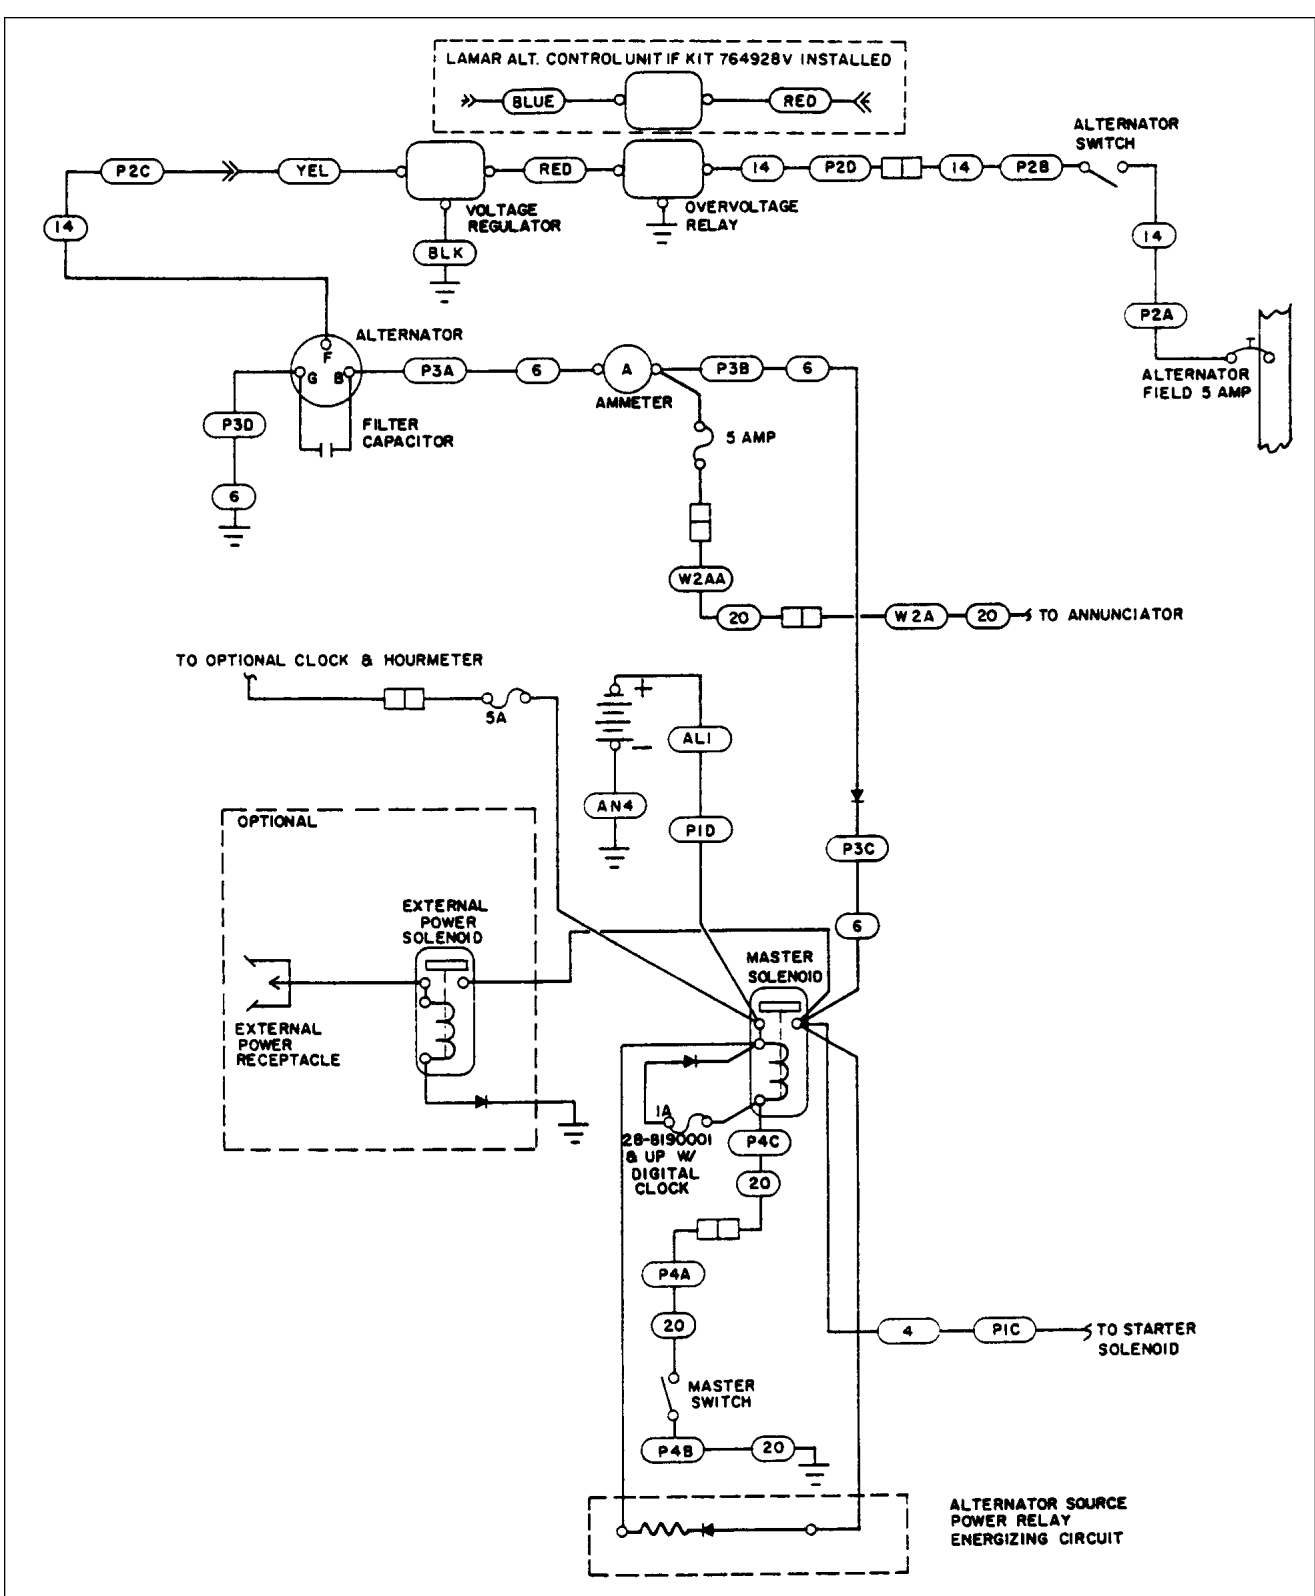 LAMAR ALT. CONTROL UNIT IF KIT 764928V INSTALLED
BLUE
RED
ALTERNATOR
SWITCH
P2C
YEL
RED
14
P2D
14
P2B
14
VOLTAGE
REGULATOR
OVERVOLTAGE
RELAY
BLK
14
P2A
ALTERNATOR
FIELD 5 AMP
ALTERNATOR
F
G
B
P3A
6
A
AMMETER
P3B
6
P3D
FILTER
CAPACITOR
5 AMP
6
W2AA
20
W2A
20
TO ANNUNCIATOR
TO OPTIONAL CLOCK & HOURMETER
5A
+
−
AL1
AN4
P1D
P3C
6
OPTIONAL
EXTERNAL
POWER
SOLENOID
MASTER
SOLENOID
EXTERNAL
POWER
RECEPTACLE
1A
28-8190001
& UP W/
DIGITAL
CLOCK
P4C
20
P4A
20
4
P1C
TO STARTER
SOLENOID
MASTER
SWITCH
P4B
20
ALTERNATOR SOURCE
POWER RELAY
ENERGIZING CIRCUIT